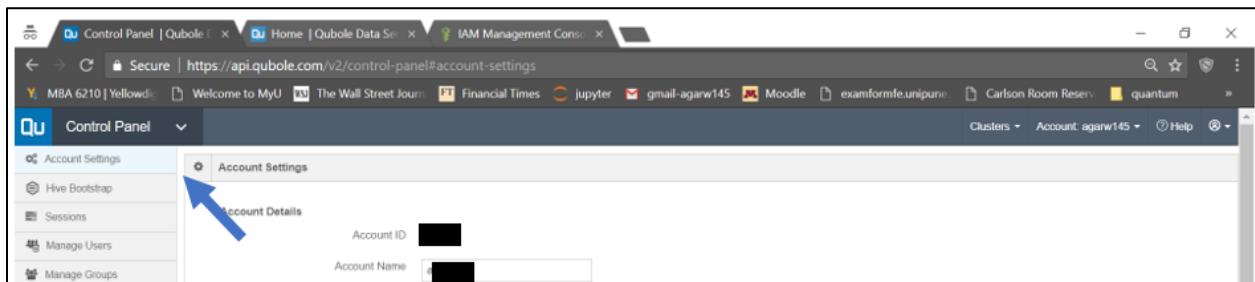 Control Panel | Qubole D
Home | Qubole Data Se
IAM Management Conso
Secure | https://api.qubole.com/v2/control-panel#account-settings
MBA 6210 | Yellowdi Welcome to MyU WSJ The Wall Street Journ FT Financial Times jupyter gmail-agarw145 M Moodle examformfe.unipune. Carlson Room Reserv quantum »
Qu Control Panel Clusters Account: agarw145 Help
Account Settings
Account Settings
Hive Bootstrap
Account Details
Sessions
Account ID
Manage Users
Account Name a
Manage Groups